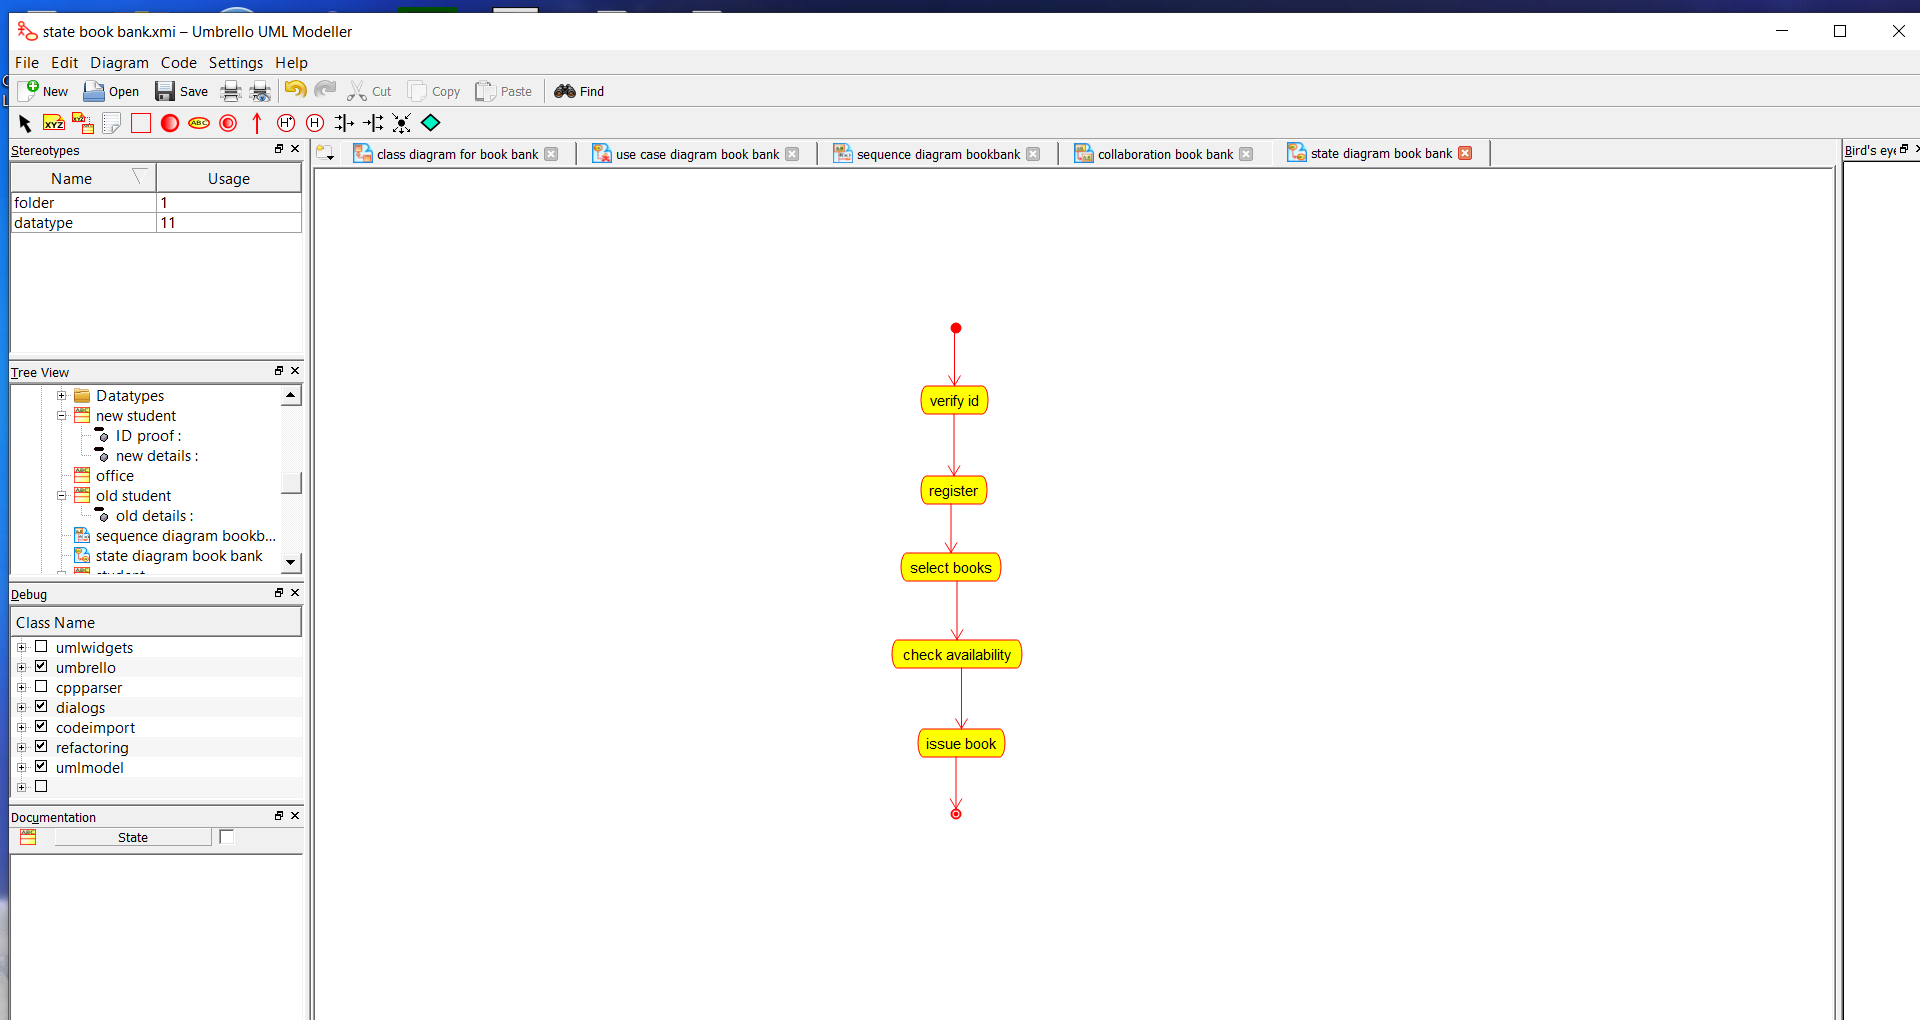 state book bank.xmi – Umbrello UML Modeller
File Edit Diagram Code Settings Help
New Open Save Cut Copy Paste Find
XYZ ABC H* H
Stereotypes
Name Usage
folder 1
datatype 11
class diagram for book bank use case diagram book bank sequence diagram bookbank collaboration book bank state diagram book bank
Bird's eye
Tree View
Datatypes
new student
ID proof :
new details :
office
old student
old details :
sequence diagram bookb...
state diagram book bank
student
Debug
Class Name
umlwidgets
umbrello
cppparser
dialogs
codeimport
refactoring
umlmodel
Documentation
State
verify id
register
select books
check availability
issue book